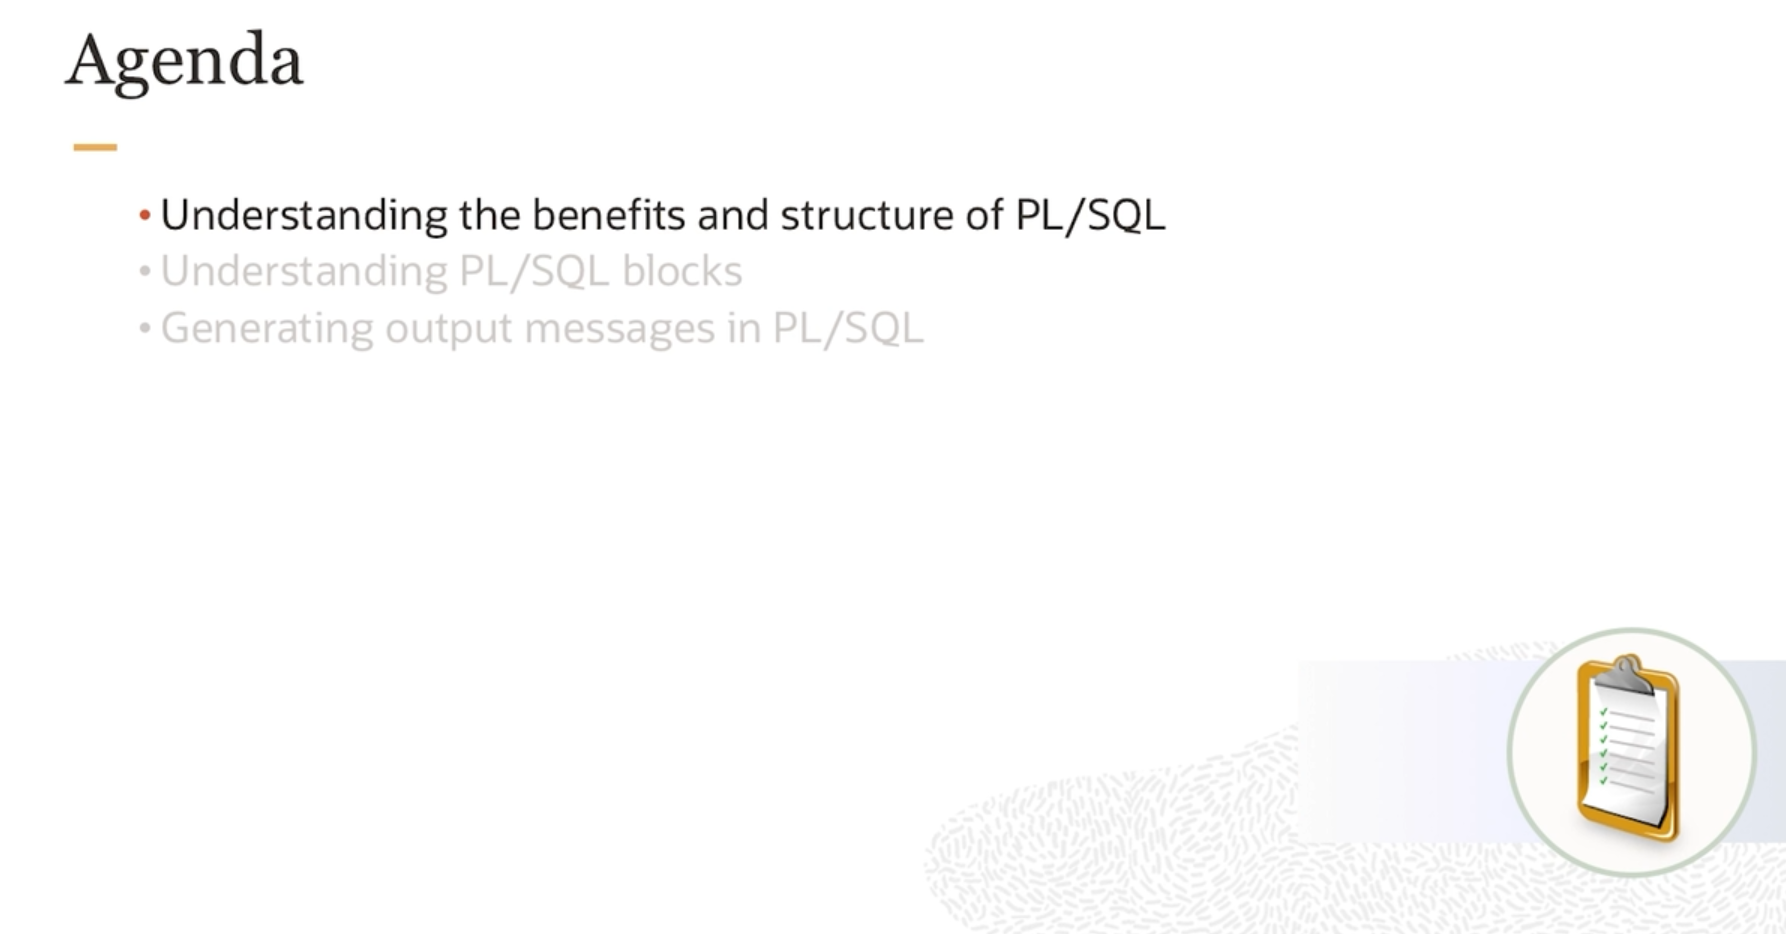 Agenda
• Understanding the benefits and structure of PL/SQL
• Understanding PL/SQL blocks
• Generating output messages in PL/SQL